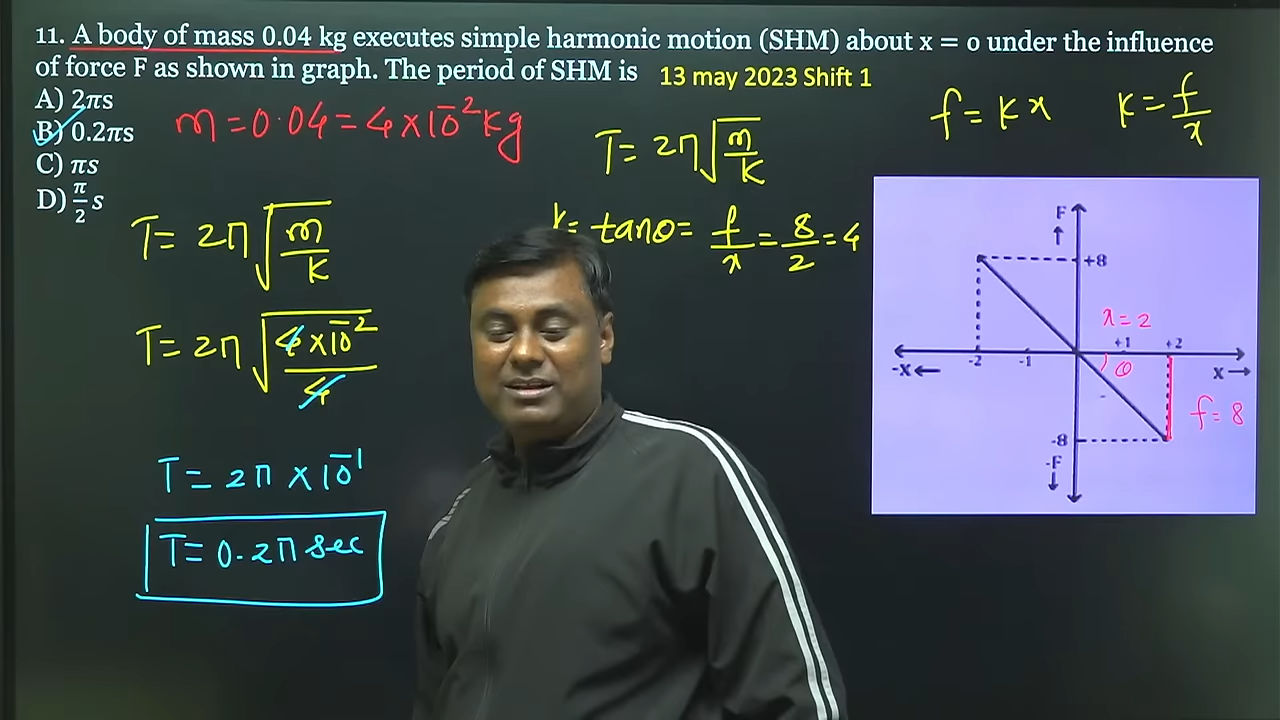 11. A body of mass 0.04 kg executes simple harmonic motion (SHM) about x = 0 under the influence
of force F as shown in graph. The period of SHM is 13 may 2023 Shift 1
A) 2πs
B) 0.2πs
C) πs
D) π/2 s
m = 0.04 = 4×10⁻² kg
T = 2π√(m/K)
f = Kx
K = f/x
T = 2π√(m/K)
K = tanθ = f/x = 8/2 = 4
T = 2π√(4×10⁻²/4)
T = 2π × 10⁻¹
T = 0.2π sec
F
↑
+8
x = 2
+1
+2
-2
-1
θ
-X ←
X →
f = 8
-8
-F
↓